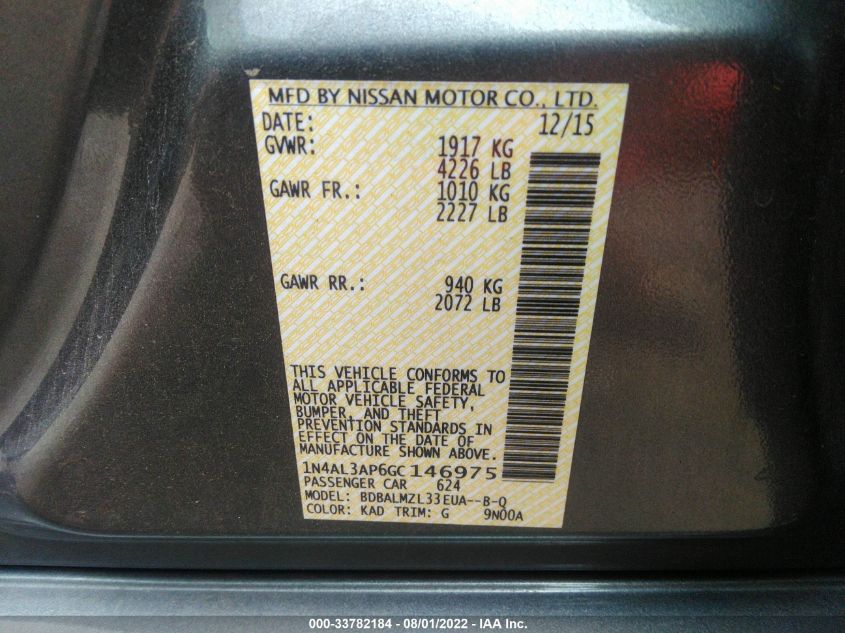 MFD BY NISSAN MOTOR CO., LTD.
DATE: 12/15
GVWR: 1917 KG
4226 LB
GAWR FR.: 1010 KG
2227 LB
GAWR RR.: 940 KG
2072 LB
THIS VEHICLE CONFORMS TO
ALL APPLICABLE FEDERAL
MOTOR VEHICLE SAFETY,
BUMPER, AND THEFT
PREVENTION STANDARDS IN
EFFECT ON THE DATE OF
MANUFACTURE SHOWN ABOVE.
1N4AL3AP6GC146975
PASSENGER CAR 624
MODEL: BDBALMZL33EUA--B-Q
COLOR: KAD TRIM: G 9N00A
000-33782184 - 08/01/2022 - IAA Inc.